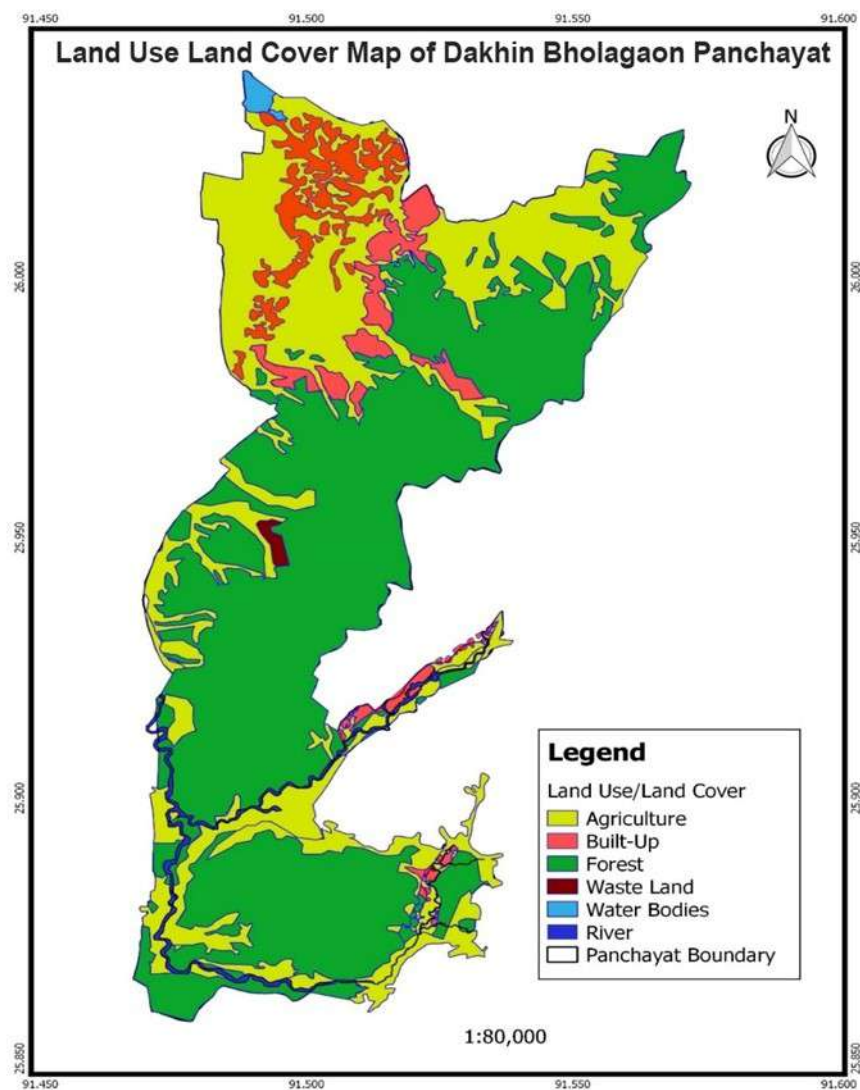 91.450 91.500 91.550 91.600
Land Use Land Cover Map of Dakhin Bholagaon Panchayat
N
26.000 26.000
25.950 25.950
Legend
Land Use/Land Cover
Agriculture
Built-Up
Forest
Waste Land
Water Bodies
River
Panchayat Boundary
25.900 25.900
1:80,000
25.850 25.850
91.450 91.500 91.550 91.600